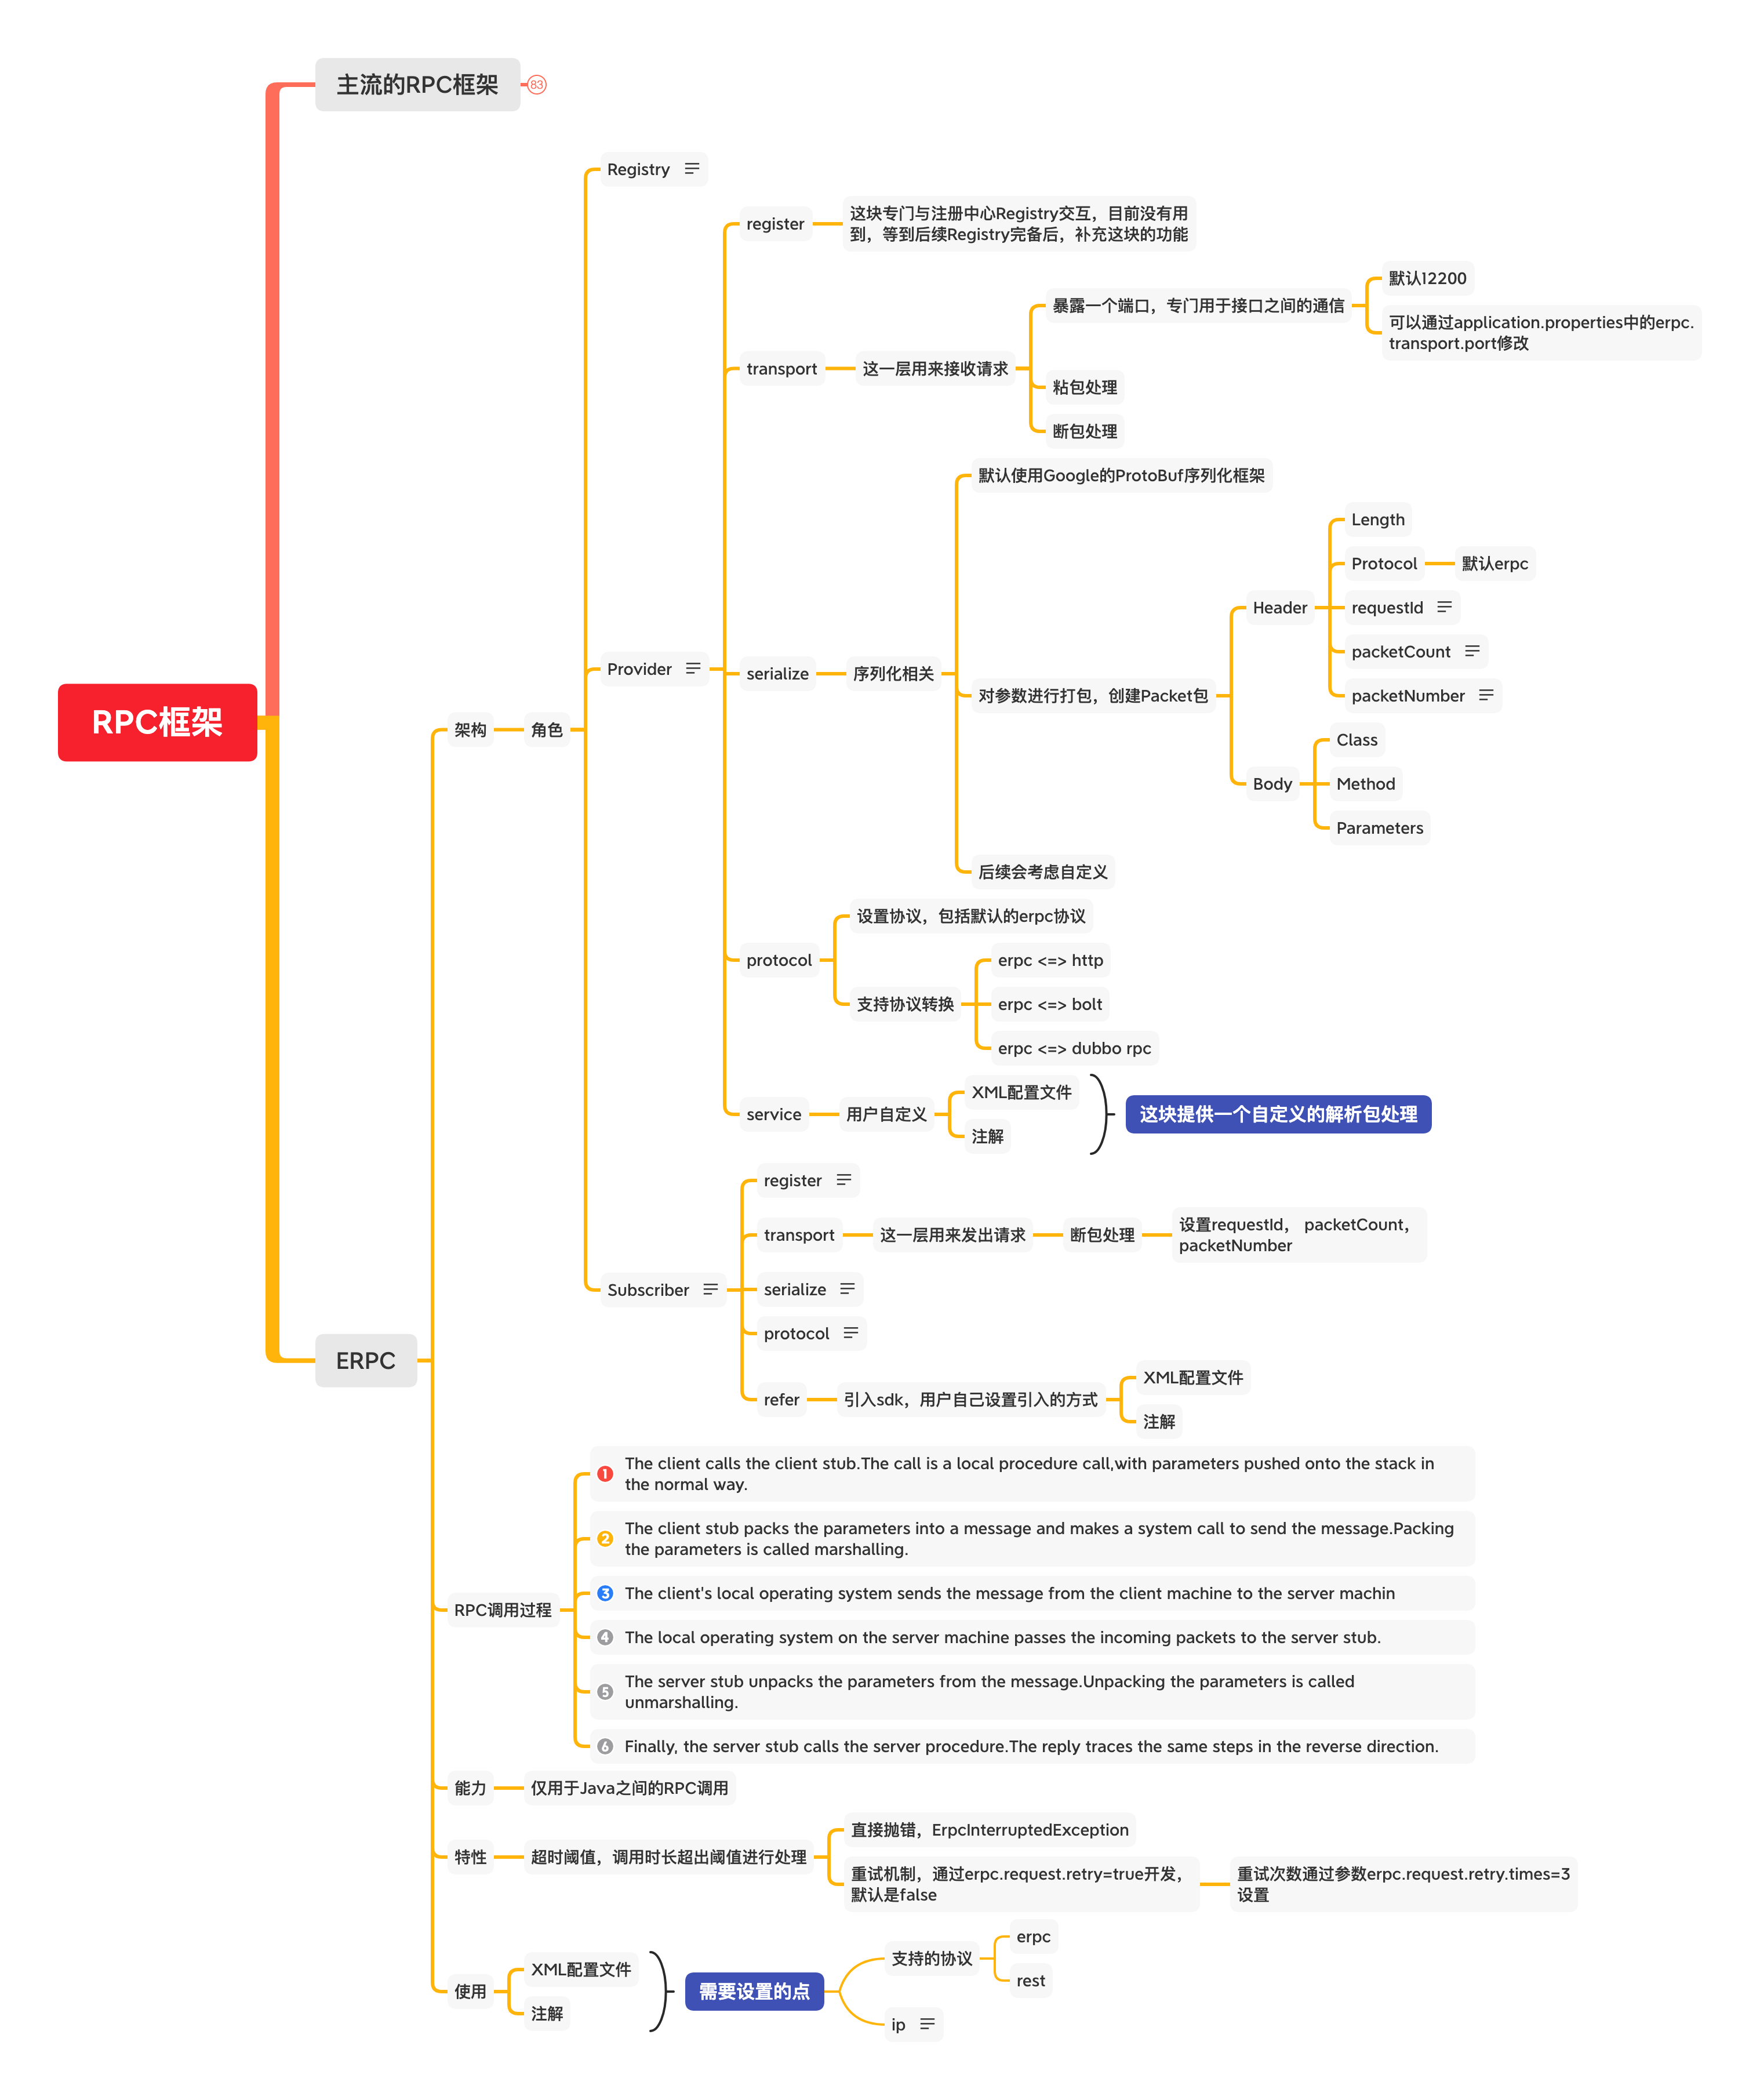 RPC框架
主流的RPC框架
83
ERPC
架构
角色
Registry
Provider
register
这块专门与注册中心Registry交互，目前没有用
到，等到后续Registry完备后，补充这块的功能
transport
这一层用来接收请求
暴露一个端口，专门用于接口之间的通信
默认12200
可以通过application.properties中的erpc.
transport.port修改
粘包处理
断包处理
serialize
序列化相关
默认使用Google的ProtoBuf序列化框架
对参数进行打包，创建Packet包
Header
Length
Protocol
默认erpc
requestId
packetCount
packetNumber
Body
Class
Method
Parameters
后续会考虑自定义
protocol
设置协议，包括默认的erpc协议
支持协议转换
erpc <=> http
erpc <=> bolt
erpc <=> dubbo rpc
service
用户自定义
XML配置文件
注解
这块提供一个自定义的解析包处理
Subscriber
register
transport
这一层用来发出请求
断包处理
设置requestId， packetCount，
packetNumber
serialize
protocol
refer
引入sdk，用户自己设置引入的方式
XML配置文件
注解
RPC调用过程
1 The client calls the client stub.The call is a local procedure call,with parameters pushed onto the stack in
the normal way.
2 The client stub packs the parameters into a message and makes a system call to send the message.Packing
the parameters is called marshalling.
3 The client's local operating system sends the message from the client machine to the server machin
4 The local operating system on the server machine passes the incoming packets to the server stub.
5 The server stub unpacks the parameters from the message.Unpacking the parameters is called
unmarshalling.
6 Finally, the server stub calls the server procedure.The reply traces the same steps in the reverse direction.
能力
仅用于Java之间的RPC调用
特性
超时阈值，调用时长超出阈值进行处理
直接抛错，ErpcInterruptedException
重试机制，通过erpc.request.retry=true开发，
默认是false
重试次数通过参数erpc.request.retry.times=3
设置
使用
XML配置文件
注解
需要设置的点
支持的协议
erpc
rest
ip